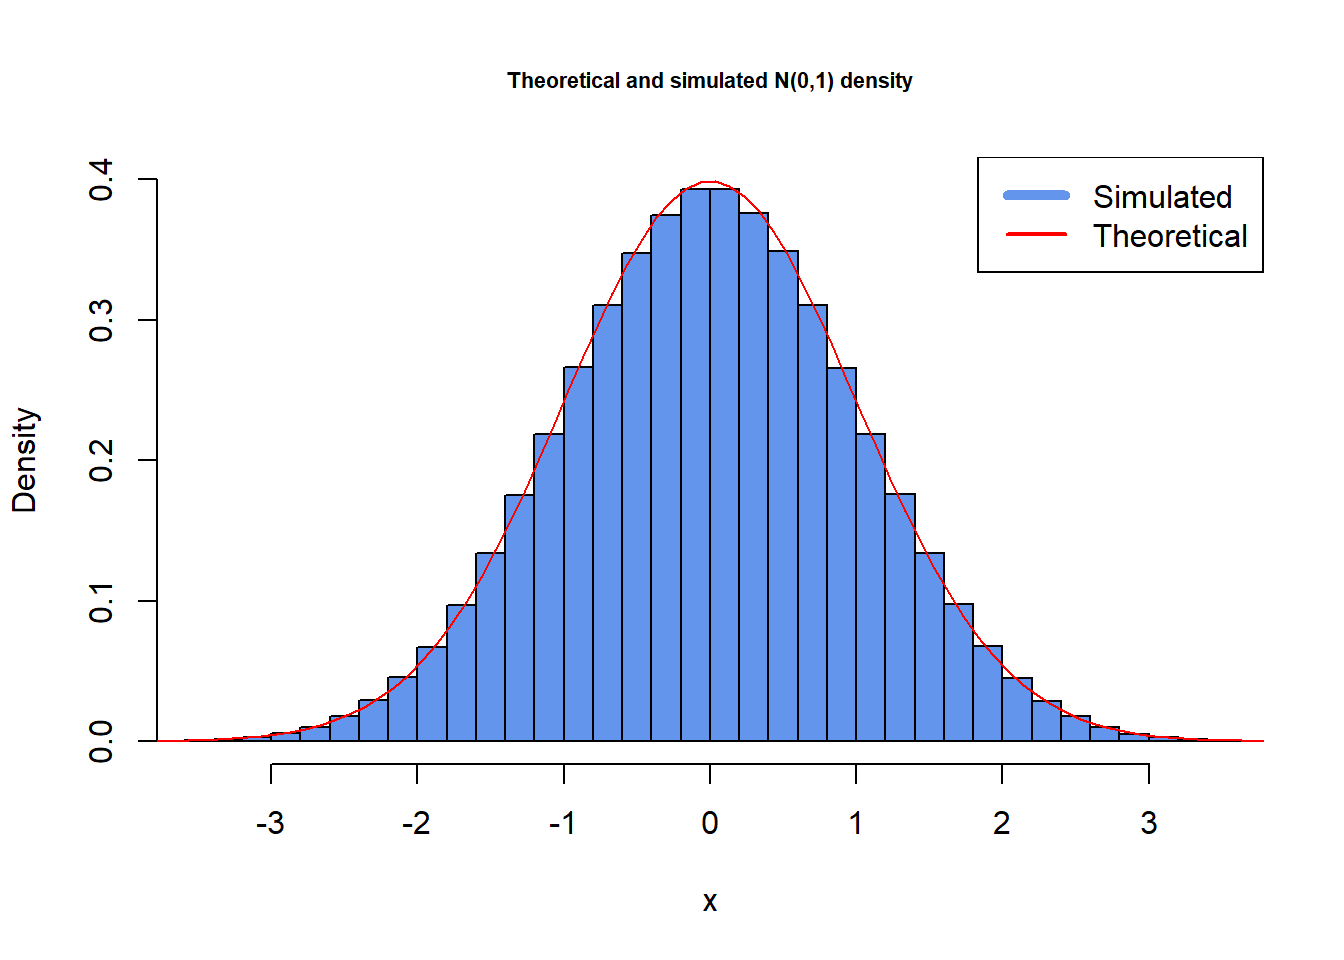 Theoretical and simulated N(0,1) density
Simulated
Theoretical
Density
0.4
0.3
0.2
0.1
0.0
-3 -2 -1 0 1 2 3
x